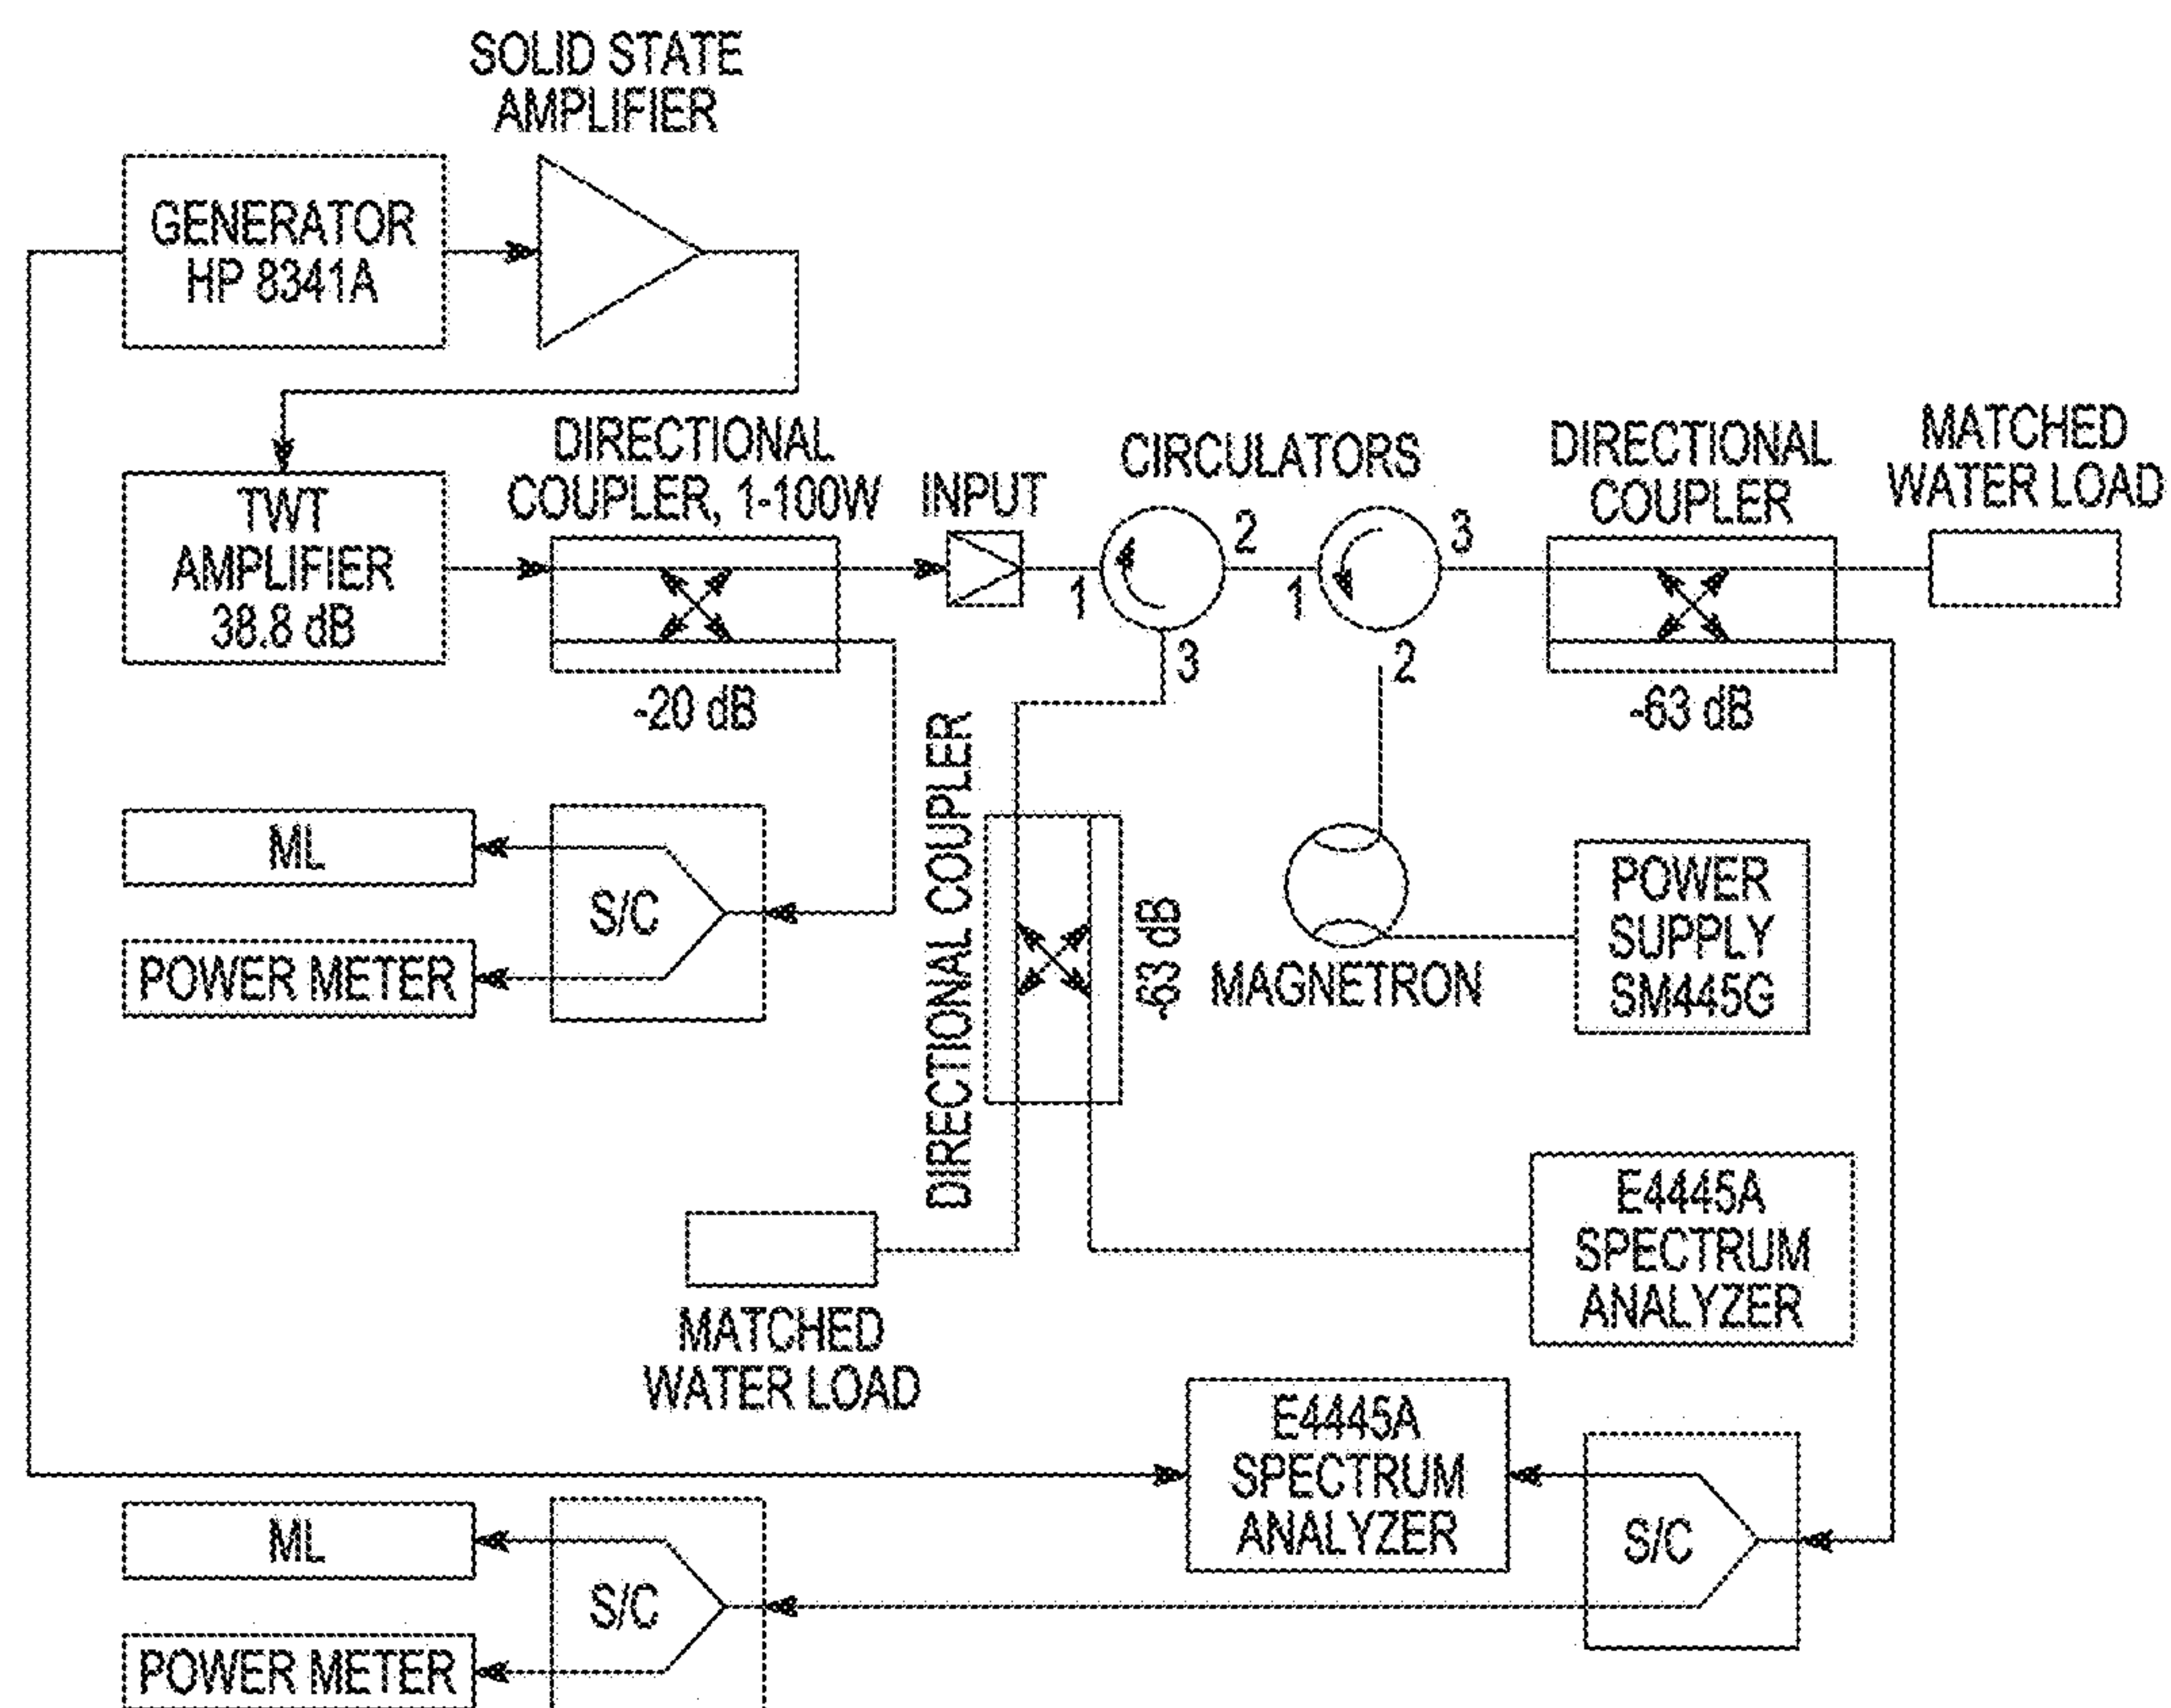 SOLID STATE
AMPLIFIER
GENERATOR
HP 8341A
TWT
AMPLIFIER
38.8 dB
DIRECTIONAL
COUPLER, 1-100W
-20 dB
INPUT
CIRCULATORS
1
2
3
1
2
3
DIRECTIONAL
COUPLER
-63 dB
MATCHED
WATER LOAD
ML
POWER METER
S/C
DIRECTIONAL COUPLER
-63 dB
MAGNETRON
POWER
SUPPLY
SM445G
MATCHED
WATER LOAD
E4445A
SPECTRUM
ANALYZER
E4445A
SPECTRUM
ANALYZER
S/C
ML
POWER METER
S/C